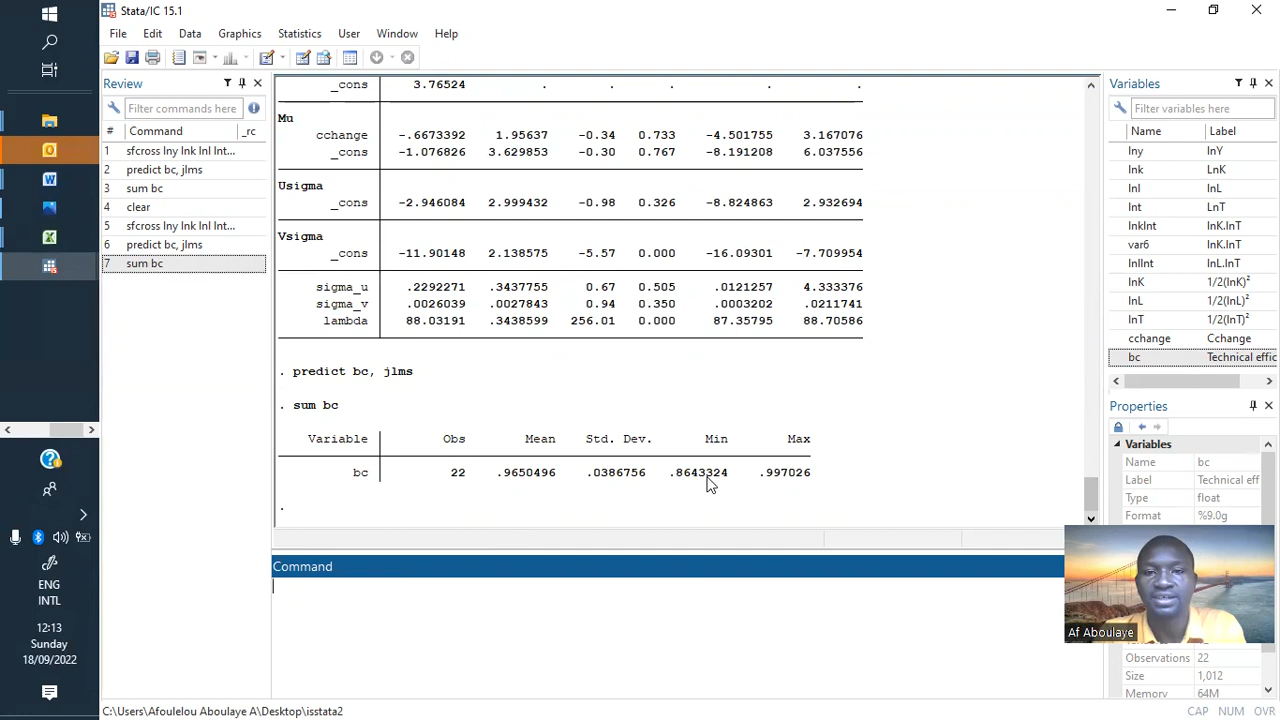 Stata/IC 15.1
File Edit Data Graphics Statistics User Window Help
Review
Filter commands here
# Command _rc
1 sfcross lny lnk lnl lnt...
2 predict bc, jlms
3 sum bc
4 clear
5 sfcross lny lnk lnl lnt...
6 predict bc, jlms
7 sum bc
_cons 3.76524 . . . . .
Mu
cchange -.6673392 1.95637 -0.34 0.733 -4.501755 3.167076
_cons -1.076826 3.629853 -0.30 0.767 -8.191208 6.037556
Usigma
_cons -2.946084 2.999432 -0.98 0.326 -8.824863 2.932694
Vsigma
_cons -11.90148 2.138575 -5.57 0.000 -16.09301 -7.709954
sigma_u .2292271 .3437755 0.67 0.505 .0121257 4.333376
sigma_v .0026039 .0027843 0.94 0.350 .0003202 .0211741
lambda 88.03191 .3438599 256.01 0.000 87.35795 88.70586
. predict bc, jlms
. sum bc
Variable Obs Mean Std. Dev. Min Max
bc 22 .9650496 .0386756 .8643324 .997026
.
Command
Variables
Filter variables here
Name Label
lny lnY
lnk LnK
lnl lnL
lnt LnT
lnklnt lnK.lnT
var6 lnK.lnT
lnllnt lnL.lnT
lnK 1/2(lnK)²
lnL 1/2(lnL)²
lnT 1/2(lnT)²
cchange Cchange
bc Technical effic
Properties
Variables
Name bc
Label Technical eff
Type float
Format %9.0g
Observations 22
Size 1,012
Memory 64M
Af Aboulaye
ENG
INTL
12:13
Sunday
18/09/2022
C:\Users\Afoulelou Aboulaye A\Desktop\isstata2
CAP NUM OVR